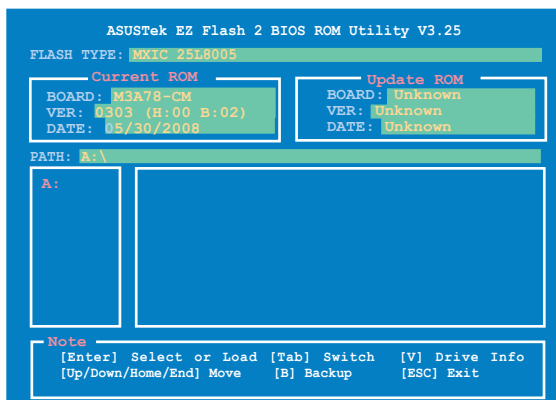 ASUSTek EZ Flash 2 BIOS ROM Utility V3.25
FLASH TYPE: MXIC 25L8005
Current ROM
BOARD: M3A78-CM
VER: 0303 (H:00 B:02)
DATE: 05/30/2008
Update ROM
BOARD: Unknown
VER: Unknown
DATE: Unknown
PATH: A:\
A:
Note
[Enter] Select or Load [Tab] Switch [V] Drive Info
[Up/Down/Home/End] Move [B] Backup [ESC] Exit